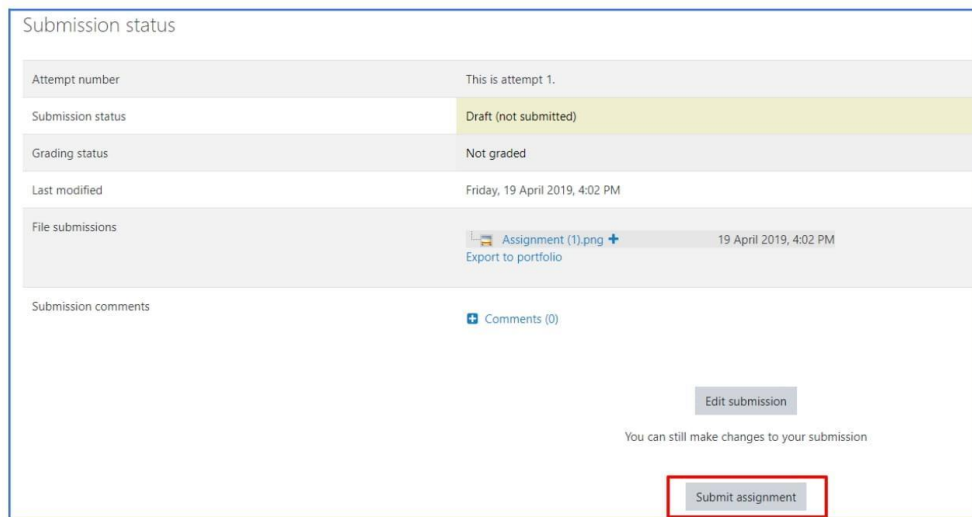 Submission status
Attempt number This is attempt 1.
Submission status Draft (not submitted)
Grading status Not graded
Last modified Friday, 19 April 2019, 4:02 PM
File submissions
Assignment (1).png 19 April 2019, 4:02 PM
Export to portfolio
Submission comments
Comments (0)
Edit submission
You can still make changes to your submission
Submit assignment